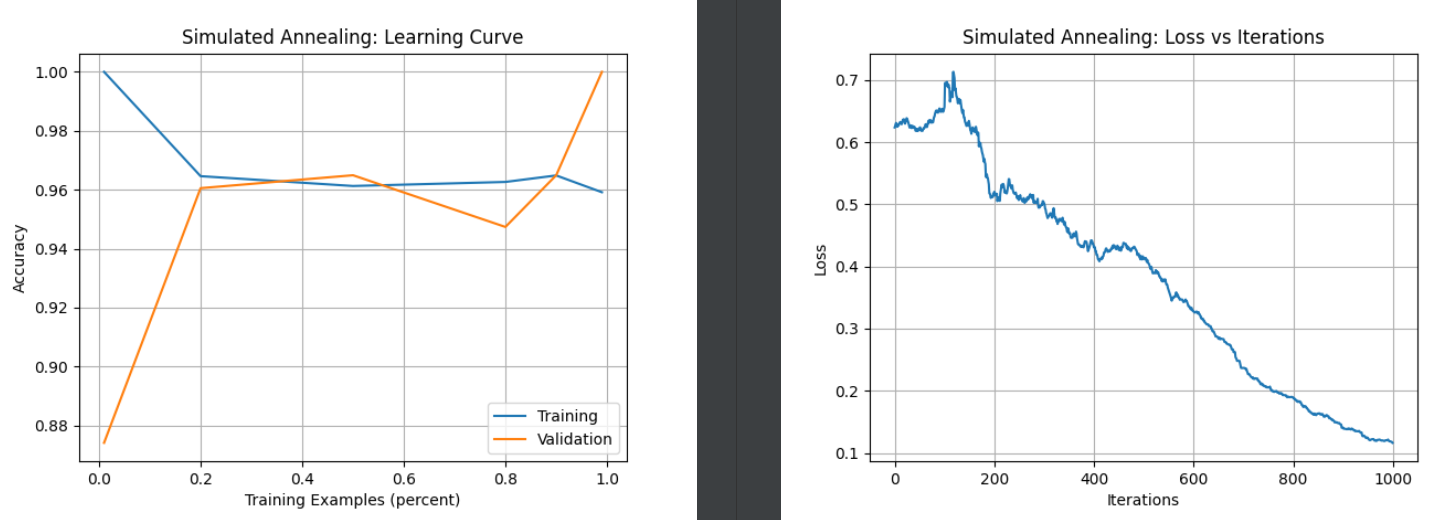 Simulated Annealing: Learning Curve
1.00
0.98
0.96
0.94
0.92
0.90
0.88
Accuracy
0.0 0.2 0.4 0.6 0.8 1.0
Training Examples (percent)
Training
Validation
Simulated Annealing: Loss vs Iterations
0.7
0.6
0.5
0.4
0.3
0.2
0.1
Loss
0 200 400 600 800 1000
Iterations